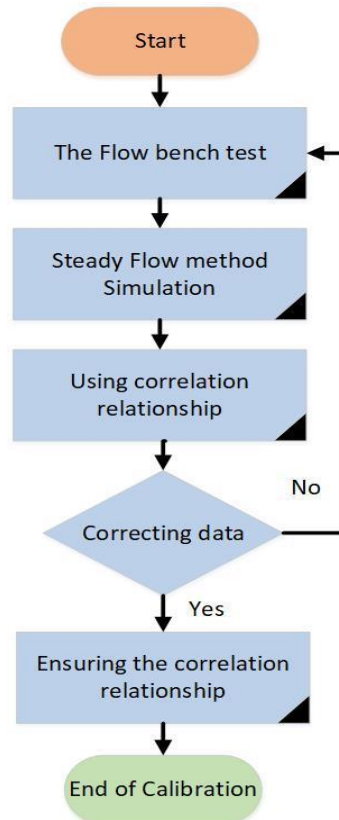 Start
The Flow bench test
Steady Flow method
Simulation
Using correlation
relationship
No
Correcting data
Yes
Ensuring the correlation
relationship
End of Calibration